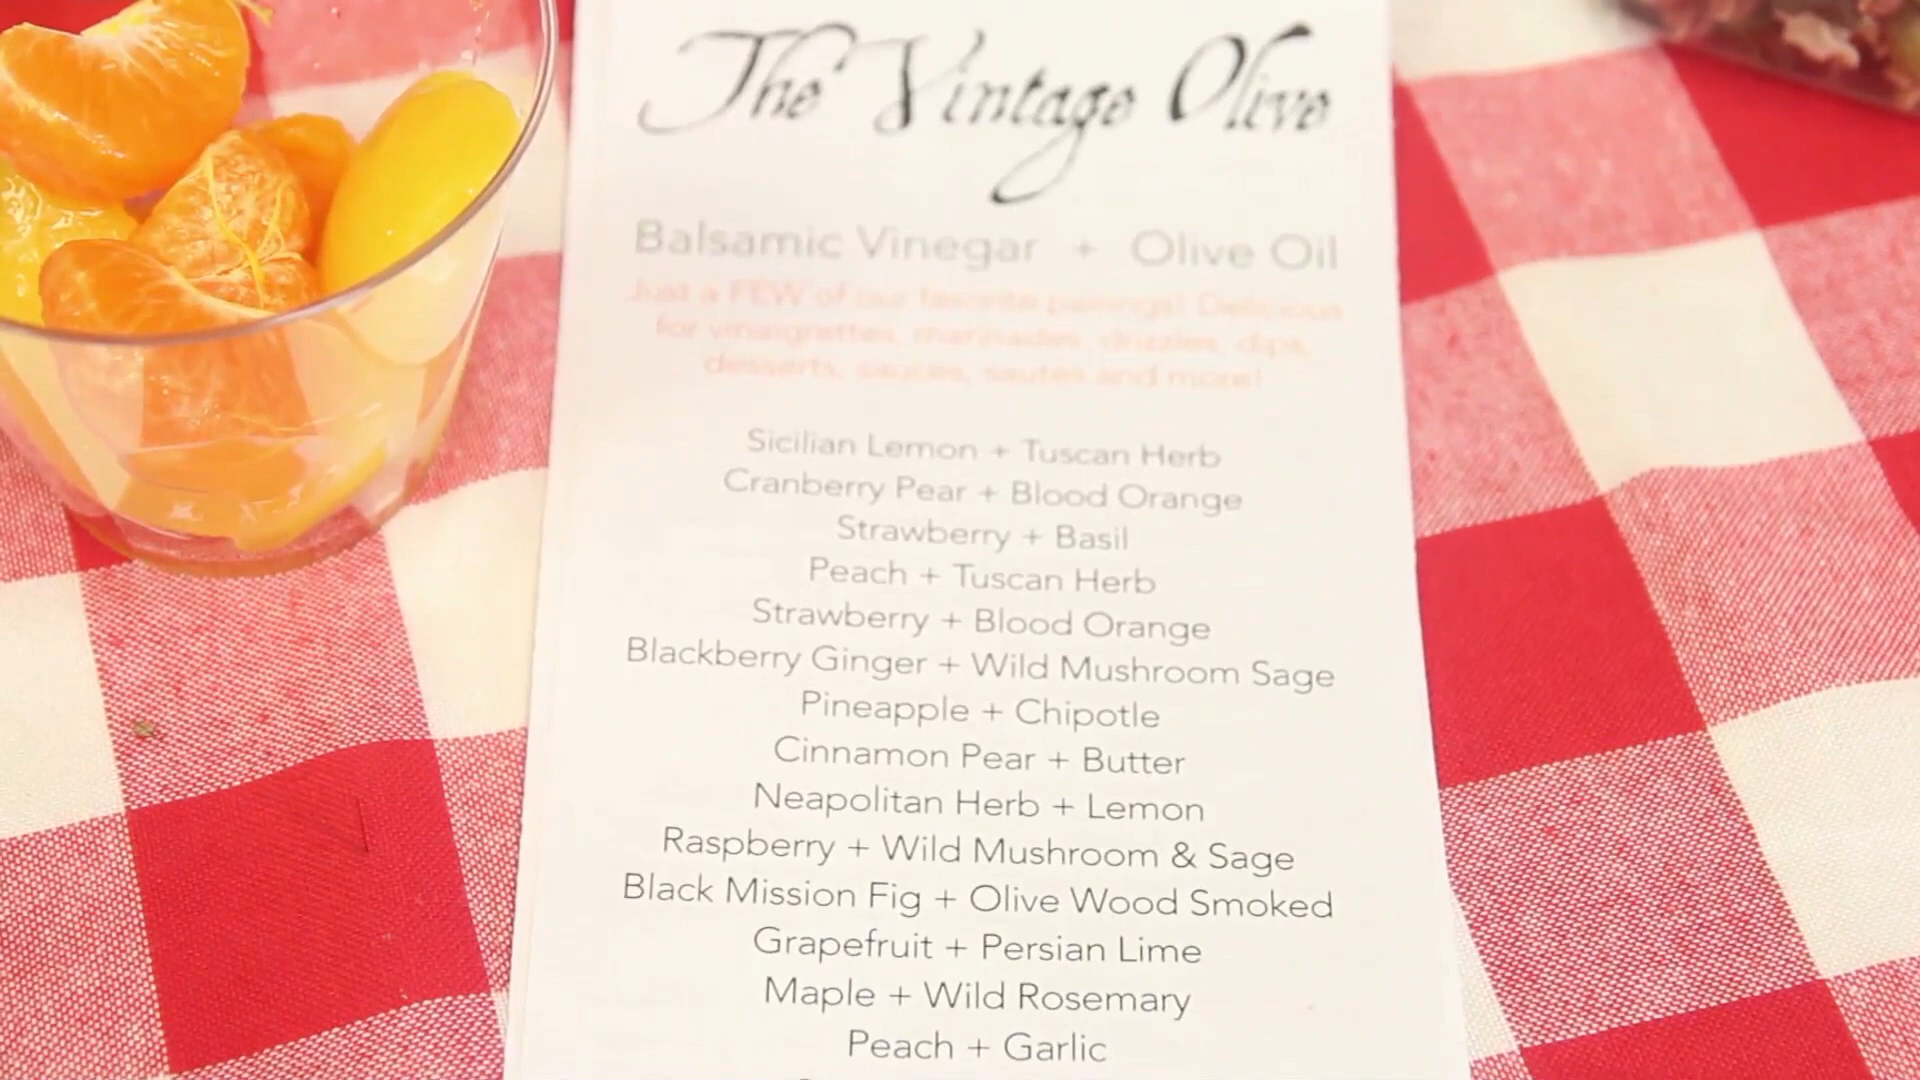 The Vintage Olive
Balsamic Vinegar + Olive Oil
Just a FEW of our favorite pairings! Delicious
for vinaigrettes, marinades, drizzles, dips,
desserts, sauces, sautés and more!
Sicilian Lemon + Tuscan Herb
Cranberry Pear + Blood Orange
Strawberry + Basil
Peach + Tuscan Herb
Strawberry + Blood Orange
Blackberry Ginger + Wild Mushroom Sage
Pineapple + Chipotle
Cinnamon Pear + Butter
Neapolitan Herb + Lemon
Raspberry + Wild Mushroom & Sage
Black Mission Fig + Olive Wood Smoked
Grapefruit + Persian Lime
Maple + Wild Rosemary
Peach + Garlic